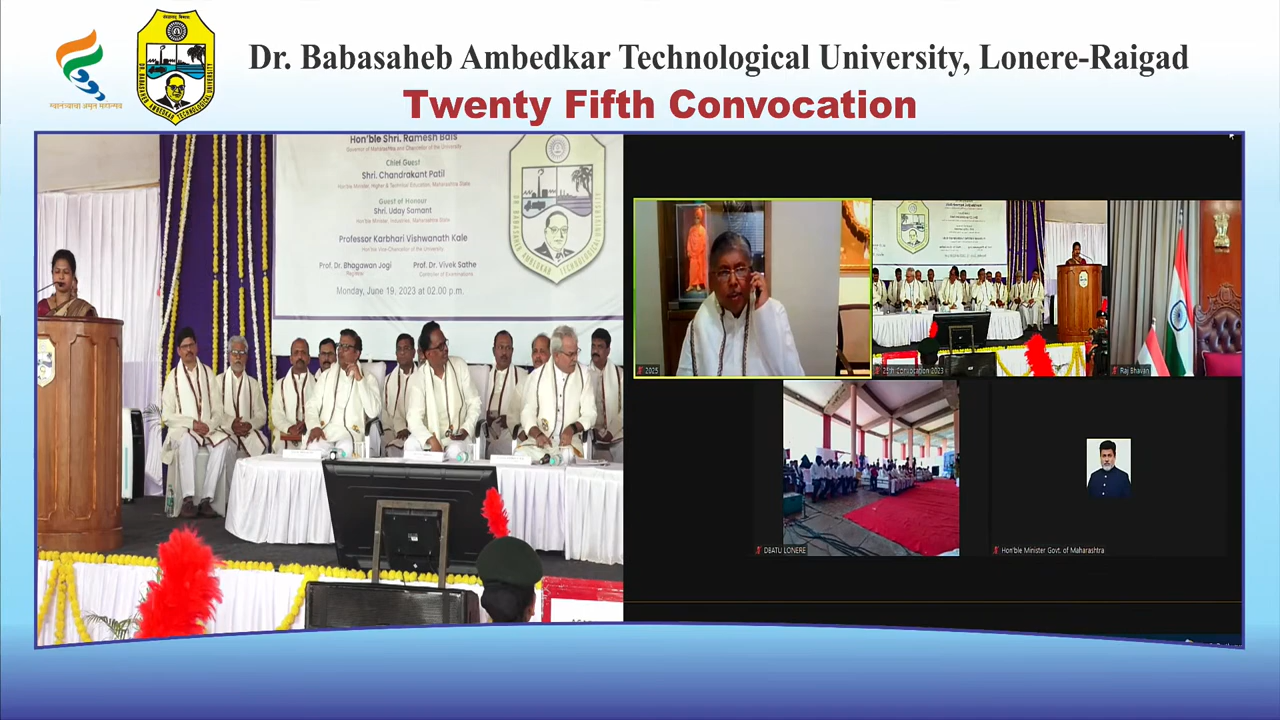 Dr. Babasaheb Ambedkar Technological University, Lonere-Raigad
Twenty Fifth Convocation
Hon'ble Shri. Ramesh Bais
Governor of Maharashtra and Chancellor of the University
Chief Guest
Shri. Chandrakant Patil
Hon'ble Minister, Higher & Technical Education, Maharashtra State
Guest of Honour
Shri. Uday Samant
Hon'ble Minister, Industries, Maharashtra State
Professor Karbhari Vishwanath Kale
Hon'ble Vice-Chancellor of the University
Prof. Dr. Bhagawan Jogi Prof. Dr. Vivek Sathe
Registrar Controller of Examinations
Monday, June 19, 2023 at 02.00 p.m.
2025
25th Convocation 2023
Raj Bhavan
DBATU LONERE
Hon'ble Minister Govt. of Maharashtra